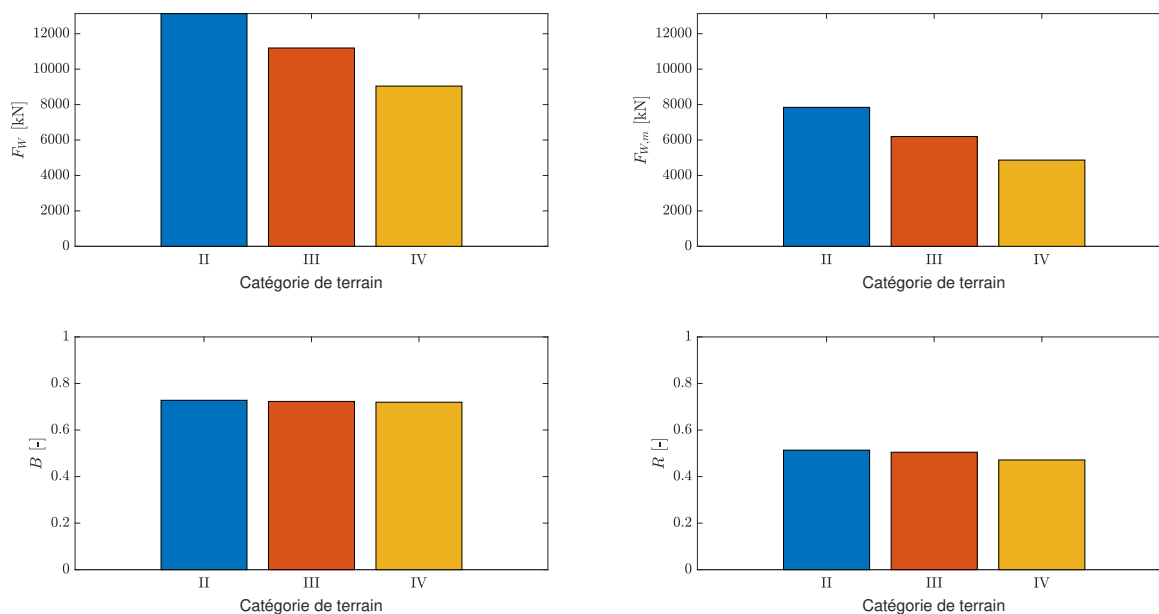 12000
10000
8000
6000
4000
2000
0
F_W [kN]
II III IV
Catégorie de terrain
12000
10000
8000
6000
4000
2000
0
F_{W,m} [kN]
II III IV
Catégorie de terrain
1
0.8
0.6
0.4
0.2
0
B [-]
II III IV
Catégorie de terrain
1
0.8
0.6
0.4
0.2
0
R [-]
II III IV
Catégorie de terrain